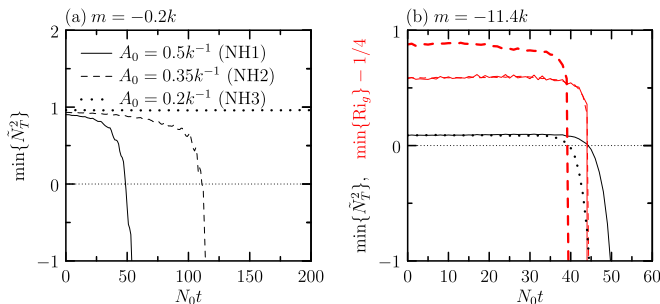 (a) m = −0.2k
A₀ = 0.5k⁻¹ (NH1)
A₀ = 0.35k⁻¹ (NH2)
A₀ = 0.2k⁻¹ (NH3)
min{Ñ²_T}
2
1
0
−1
0 50 100 150 200
N₀t
(b) m = −11.4k
min{Ñ²_T}, min{Ri_g} − 1/4
1
0
−1
0 10 20 30 40 50 60
N₀t